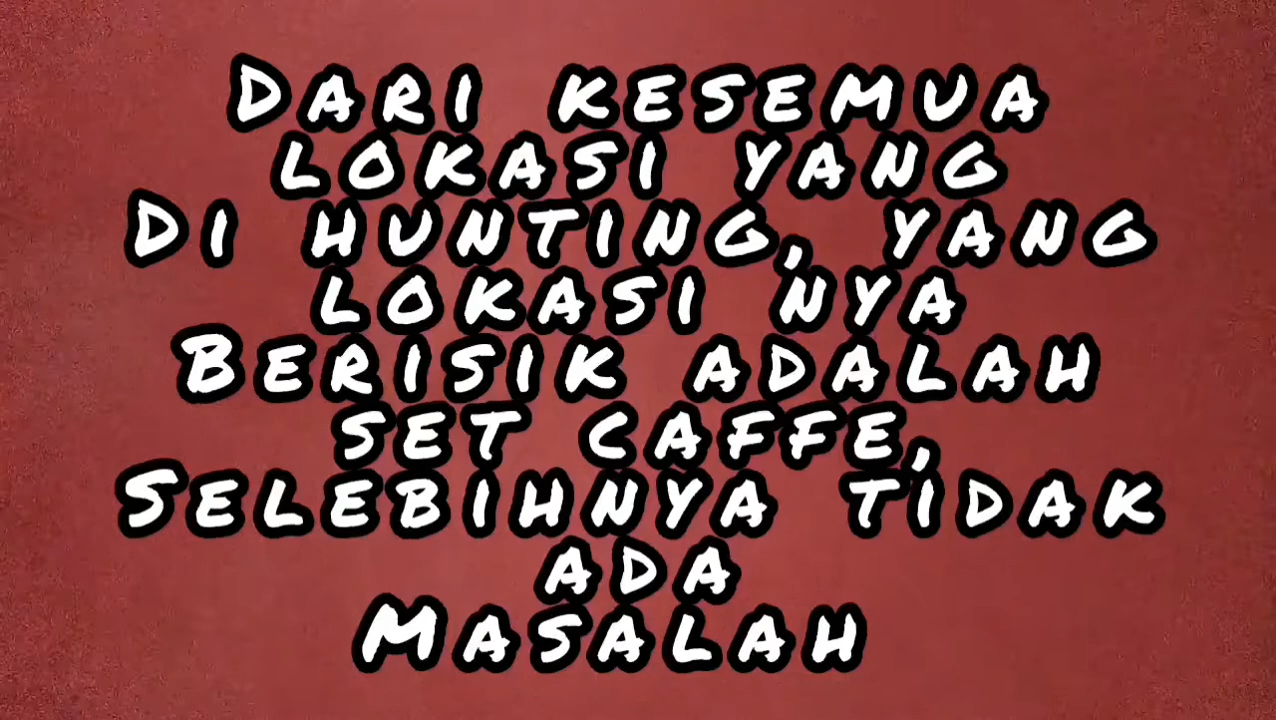 Dari kesemua
lokasi yang
Di hunting, yang
lokasi nya
Berisik adalah
set caffe,
Selebihnya tidak
ada
Masalah